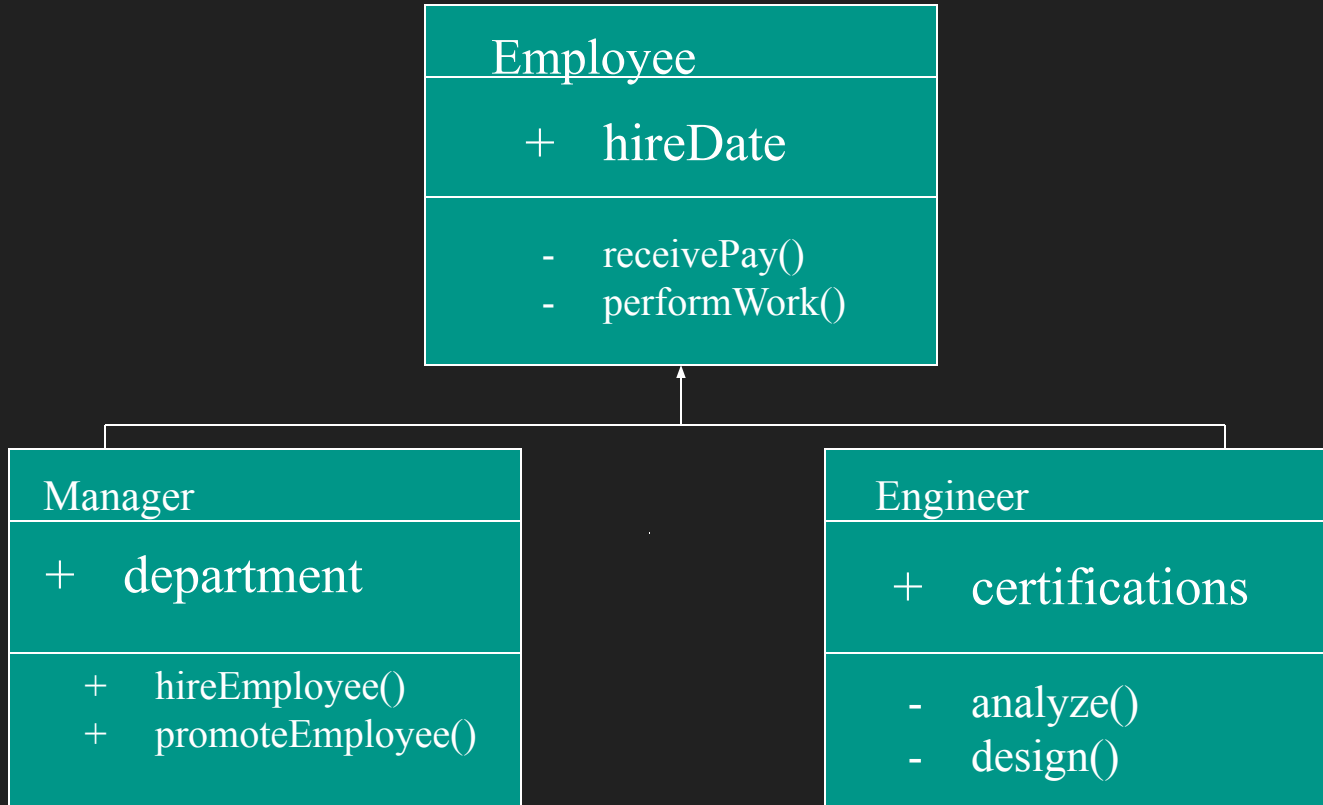 Employee
+ hireDate
- receivePay()
- performWork()
Manager
+ department
+ hireEmployee()
+ promoteEmployee()
Engineer
+ certifications
- analyze()
- design()